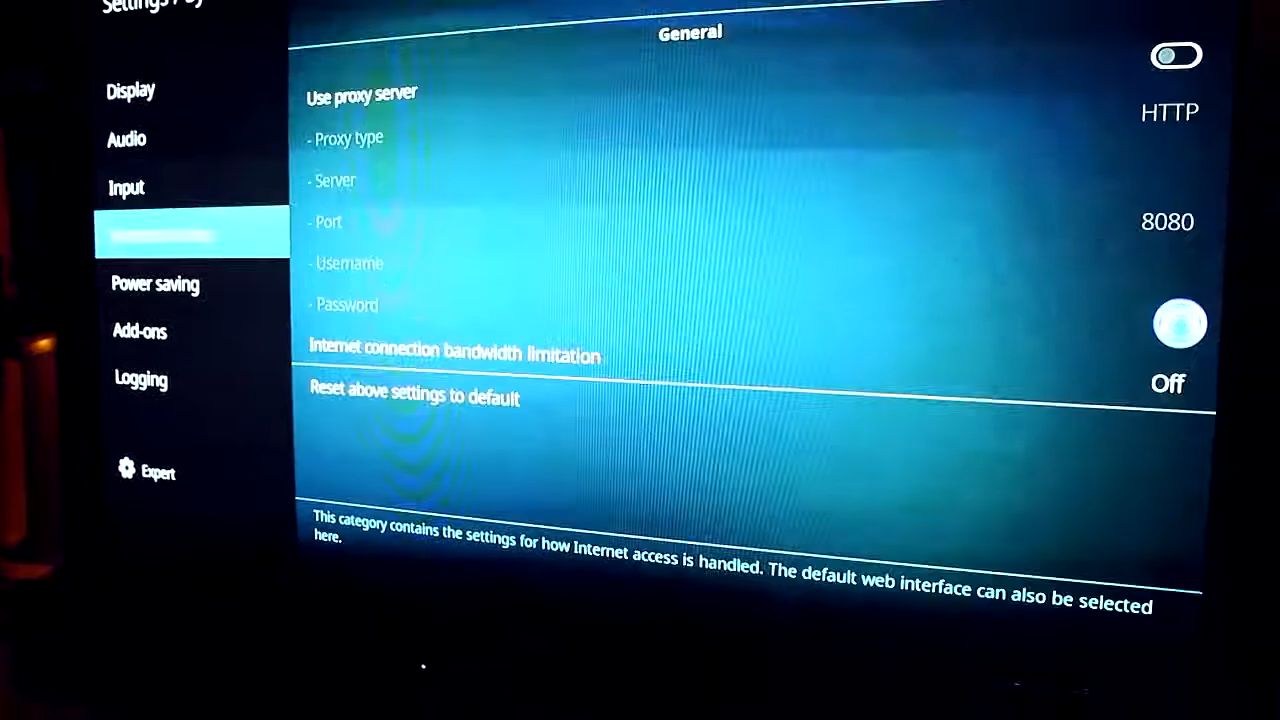 Settings /
General
Display
Audio
Input
Power saving
Add-ons
Logging
Expert
Use proxy server
- Proxy type HTTP
- Server
- Port 8080
- Username
- Password
Internet connection bandwidth limitation Off
Reset above settings to default
This category contains the settings for how Internet access is handled. The default web interface can also be selected
here.